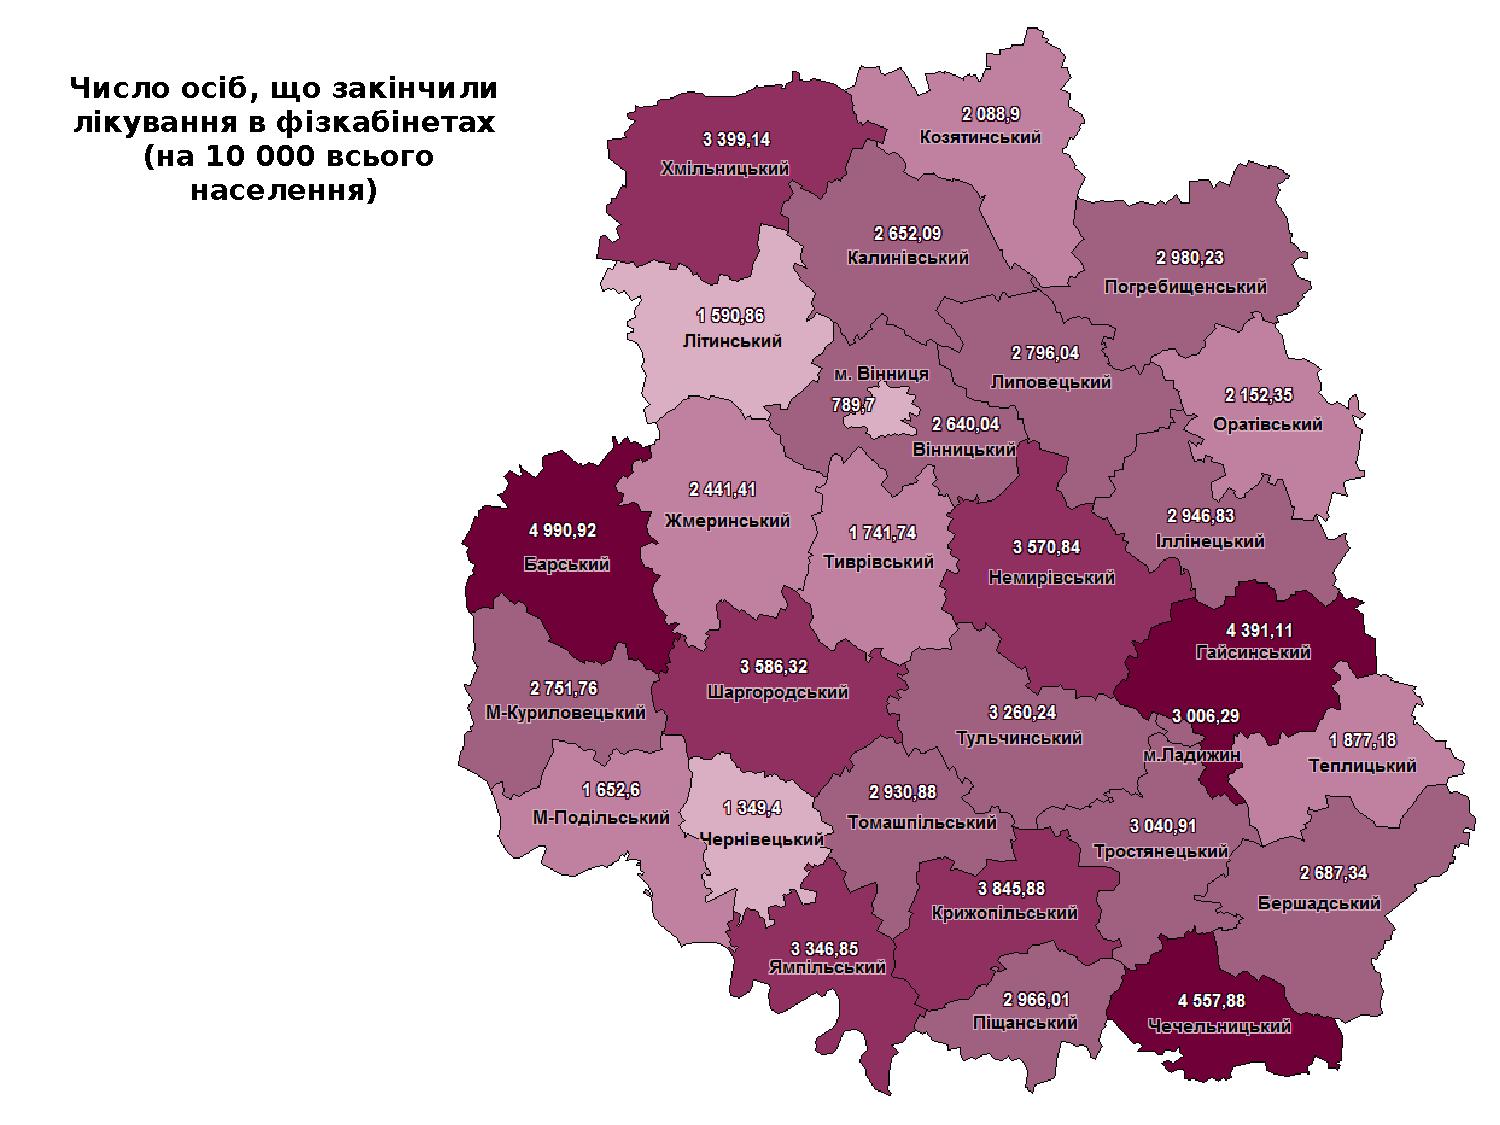 Число осіб, що закінчили
лікування в фізкабінетах
(на 10 000 всього
населення)
2 088,9
Козятинський
3 399,14
Хмільницький
2 652,09
Калинівський
2 980,23
Погребищенський
1 590,86
Літинський
2 796,04
Липовецький
м. Вінниця
789,7
2 640,04
Вінницький
2 152,35
Оратівський
2 441,41
Жмеринський
4 990,92
Барський
1 741,74
Тиврівський
3 570,84
Немирівський
2 946,83
Іллінецький
4 391,11
Гайсинський
3 586,32
Шаргородський
2 751,76
М-Куриловецький
3 260,24
Тульчинський
3 006,29
м.Ладижин
1 877,18
Теплицький
1 652,6
М-Подільський
1 349,4
Чернівецький
2 930,88
Томашпільський
3 040,91
Тростянецький
2 687,34
Бершадський
3 845,88
Крижопільський
3 346,85
Ямпільський
2 966,01
Піщанський
4 557,88
Чечельницький